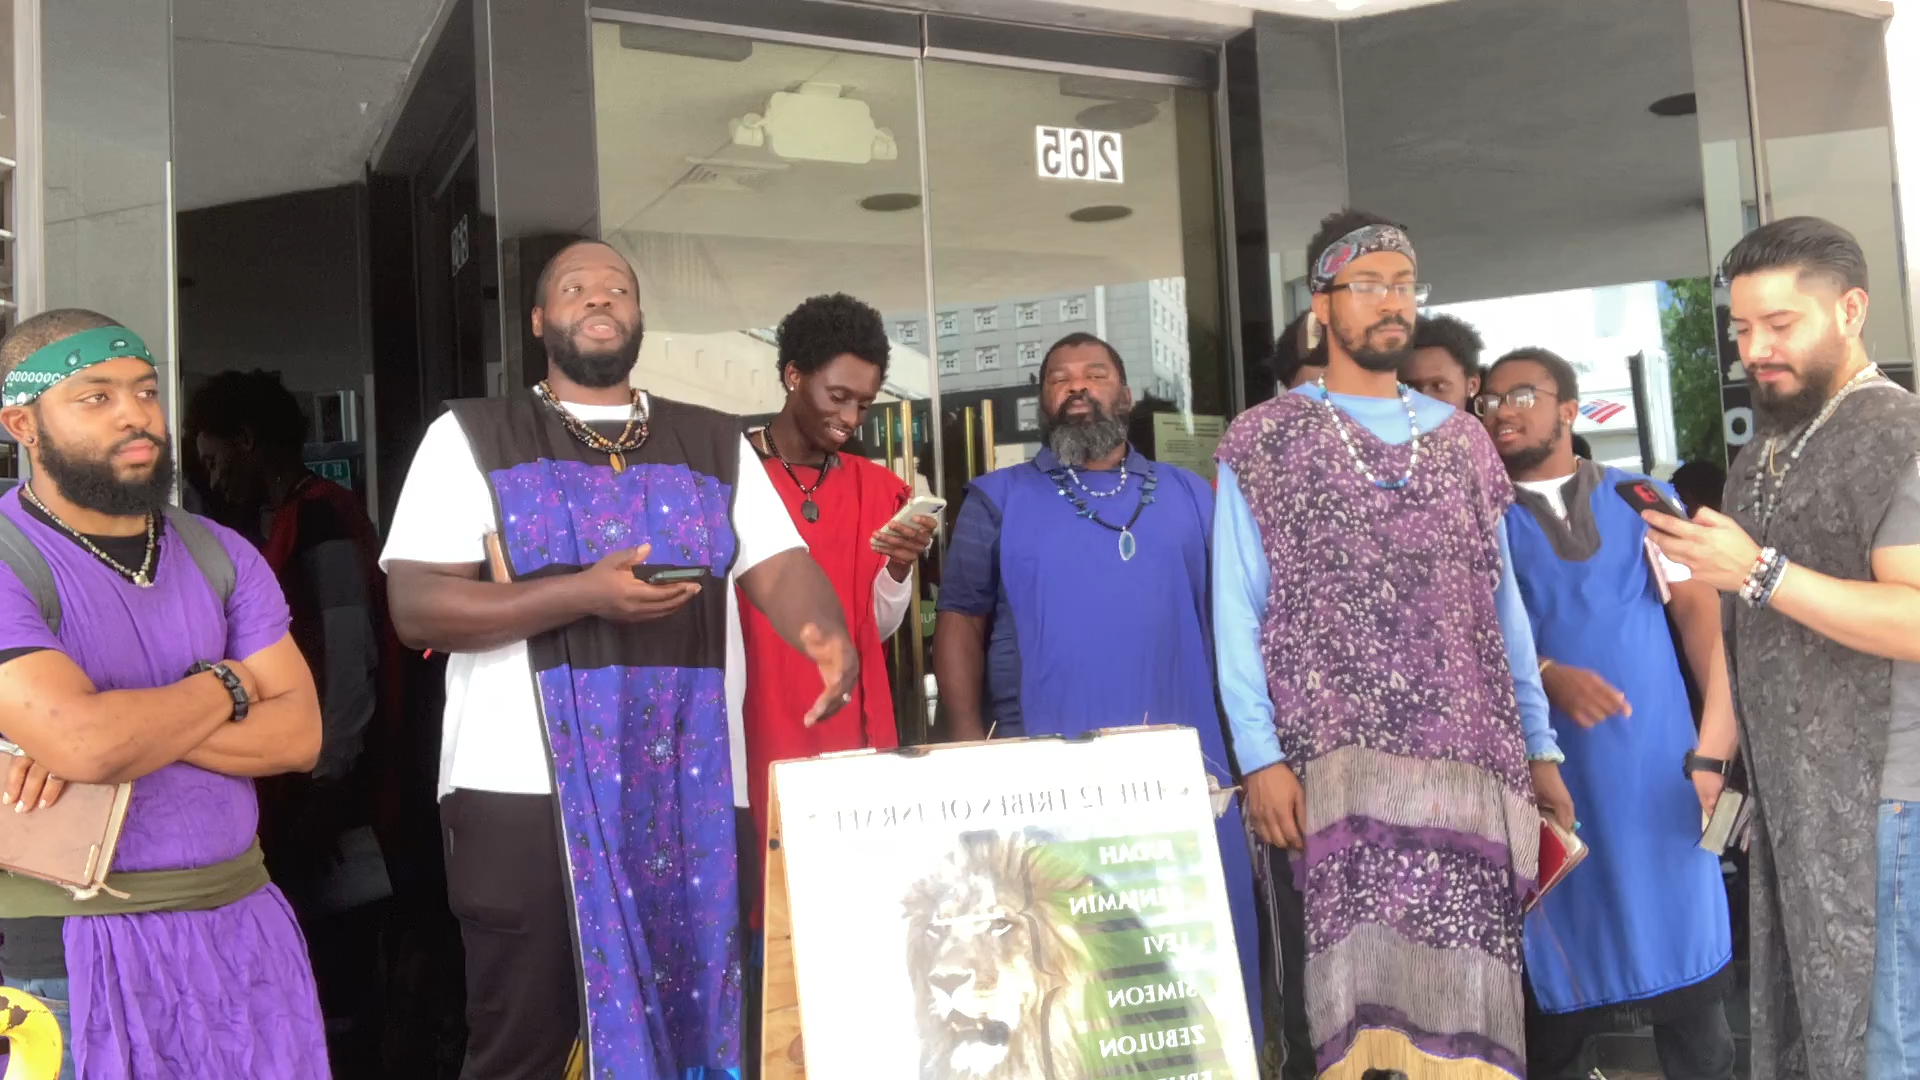 265
THE 12 TRIBES OF ISRAEL
JUDAH
BENJAMIN
LEVI
SIMEON
ZEBULON